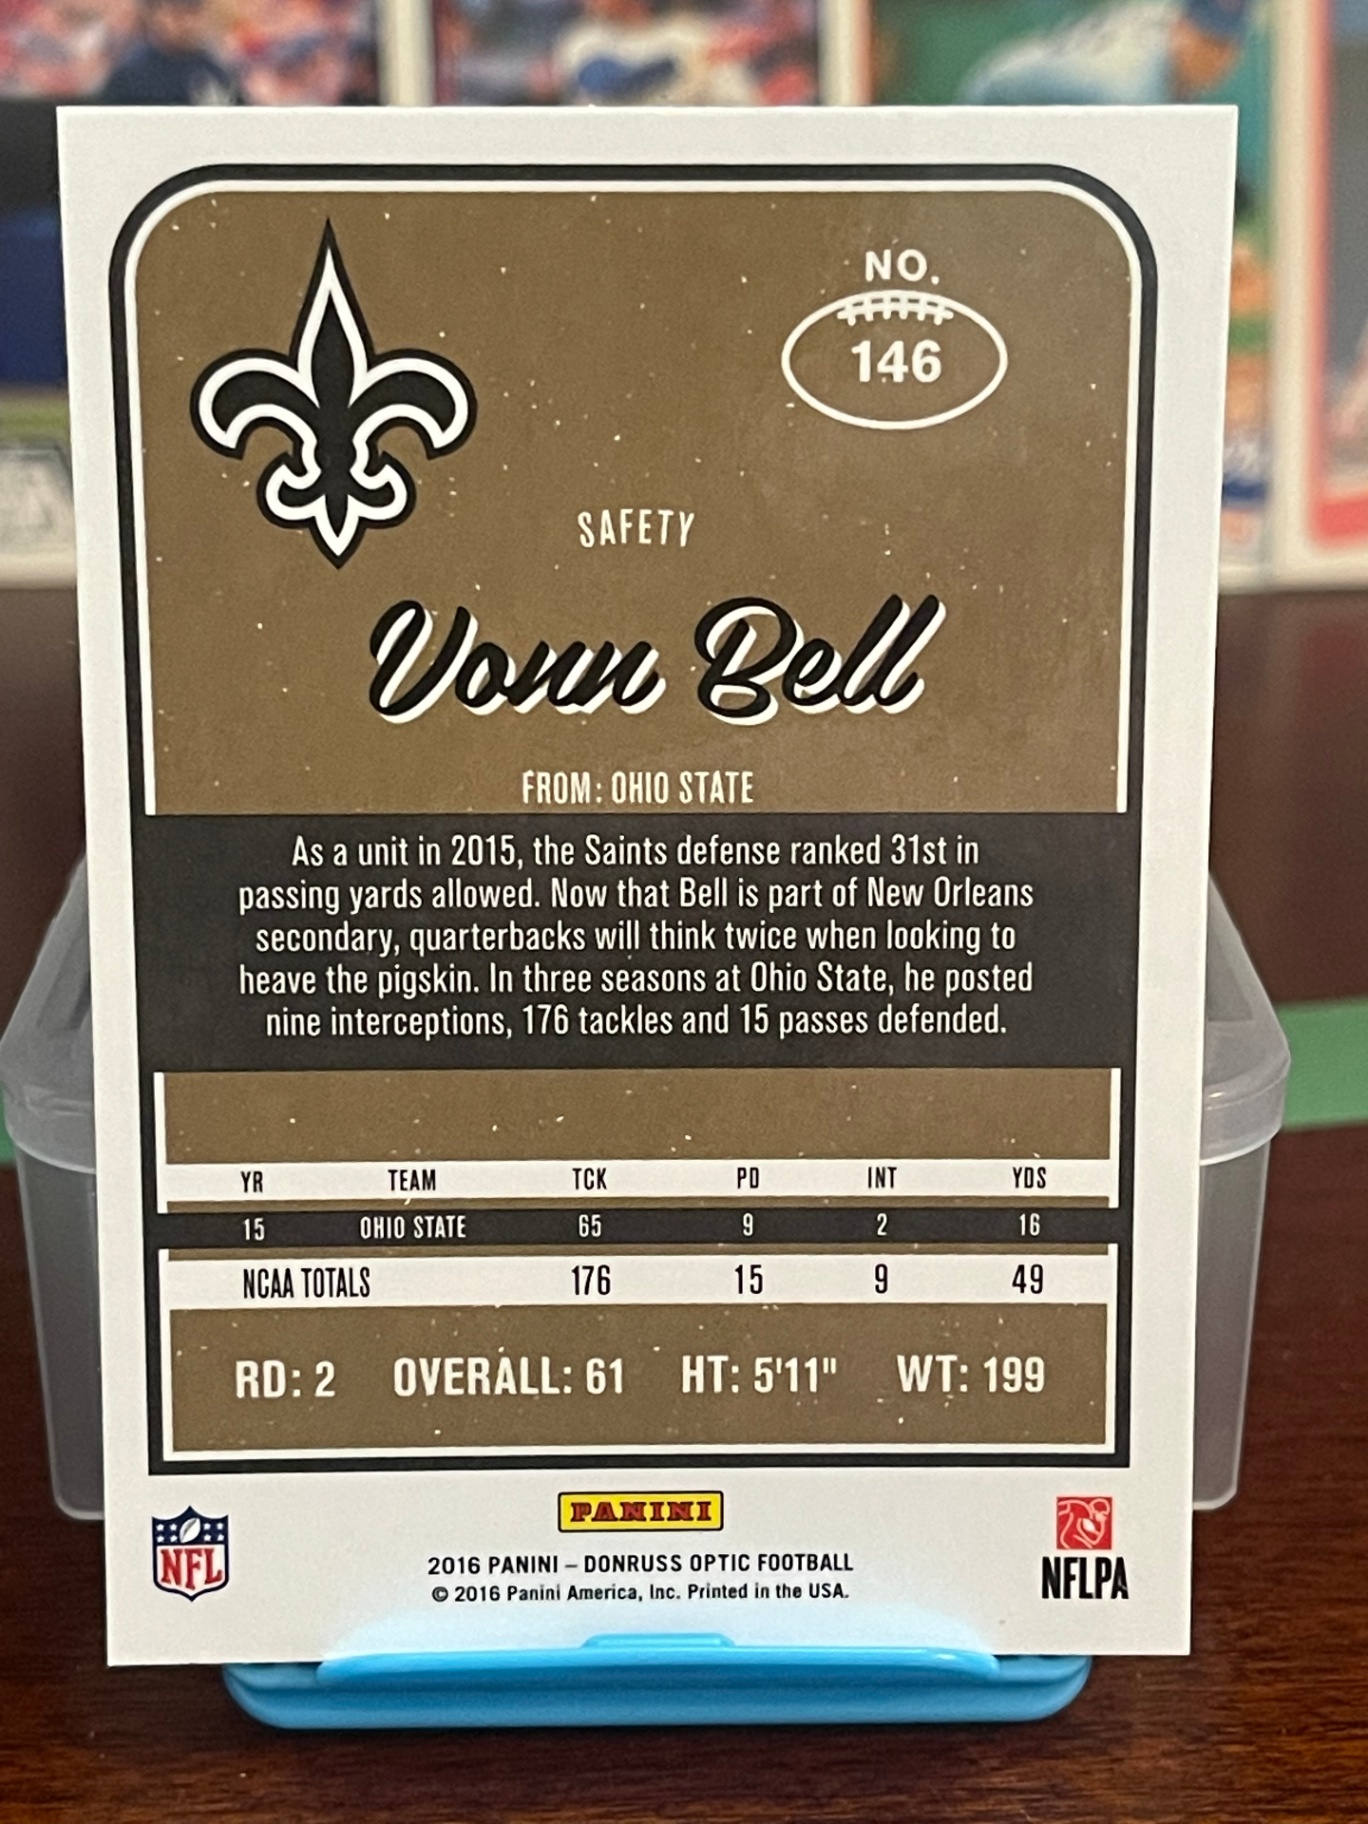 NO.
146
SAFETY
Vonn Bell
FROM: OHIO STATE
As a unit in 2015, the Saints defense ranked 31st in
passing yards allowed. Now that Bell is part of New Orleans
secondary, quarterbacks will think twice when looking to
heave the pigskin. In three seasons at Ohio State, he posted
nine interceptions, 176 tackles and 15 passes defended.
YR TEAM TCK PD INT YDS
15 OHIO STATE 65 9 2 16
NCAA TOTALS 176 15 9 49
RD: 2 OVERALL: 61 HT: 5'11" WT: 199
NFL
PANINI
2016 PANINI – DONRUSS OPTIC FOOTBALL
© 2016 Panini America, Inc. Printed in the USA.
NFLPA